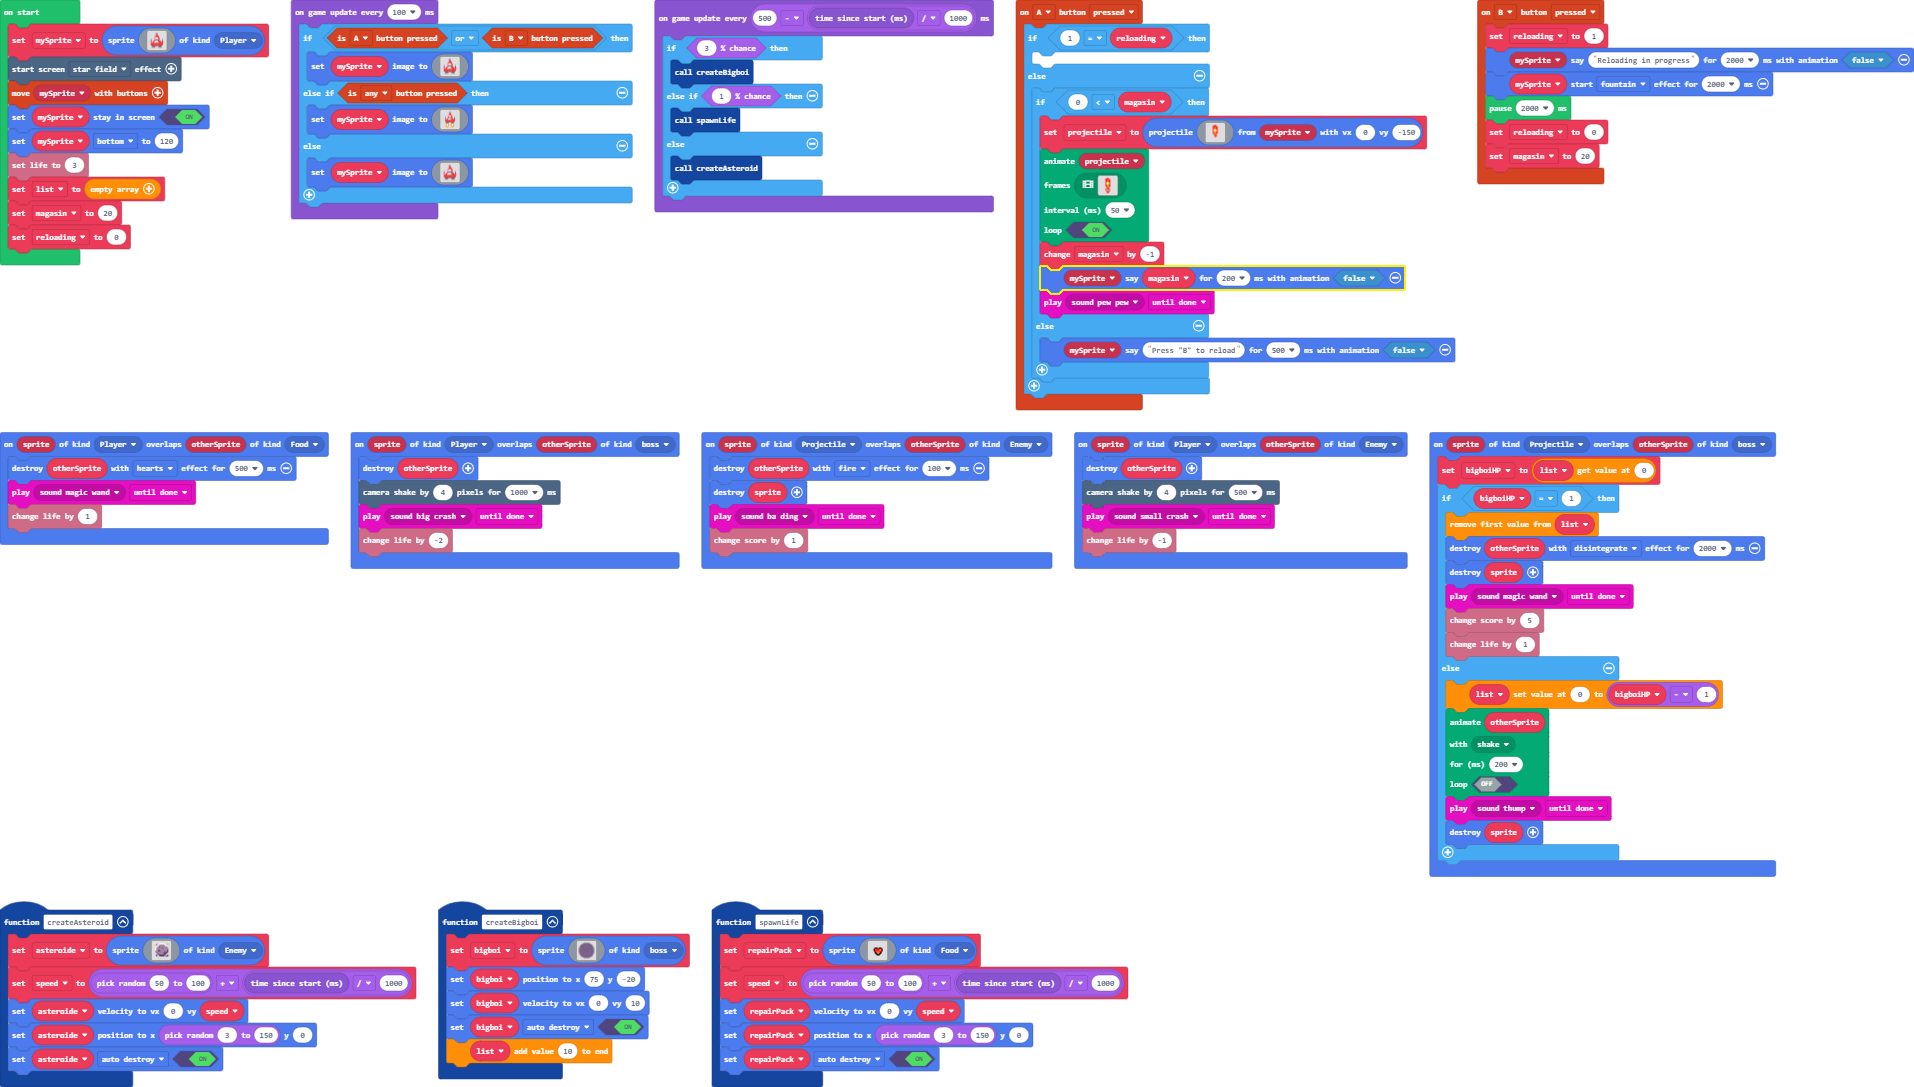 on start
set mySprite to sprite of kind Player
start screen star field effect
move mySprite with buttons
set mySprite stay in screen ON
set mySprite bottom to 120
set life to 3
set list to empty array
set magasin to 20
set reloading to 0
on game update every 100 ms
if is A button pressed or is B button pressed then
set mySprite image to
else if is any button pressed then
set mySprite image to
else
set mySprite image to
on game update every 500 - time since start (ms) / 1000 ms
if 3 % chance then
call createBigboi
else if 1 % chance then
call spawnLife
else
call createAsteroid
on A button pressed
if 1 = reloading then
else
if 0 < magasin then
set projectile to projectile from mySprite with vx 0 vy -150
animate projectile
frames
interval (ms) 50
loop ON
change magasin by -1
mySprite say magasin for 200 ms with animation false
play sound pew pew until done
else
mySprite say "Press "B" to reload" for 500 ms with animation false
on B button pressed
set reloading to 1
mySprite say "Reloading in progress" for 2000 ms with animation false
mySprite start fountain effect for 2000 ms
pause 2000 ms
set reloading to 0
set magasin to 20
on sprite of kind Player overlaps otherSprite of kind Food
destroy otherSprite with hearts effect for 500 ms
play sound magic wand until done
change life by 1
on sprite of kind Player overlaps otherSprite of kind boss
destroy otherSprite
camera shake by 4 pixels for 1000 ms
play sound big crash until done
change life by -2
on sprite of kind Projectile overlaps otherSprite of kind Enemy
destroy otherSprite with fire effect for 100 ms
destroy sprite
play sound ba ding until done
change score by 1
on sprite of kind Player overlaps otherSprite of kind Enemy
destroy otherSprite
camera shake by 4 pixels for 500 ms
play sound small crash until done
change life by -1
on sprite of kind Projectile overlaps otherSprite of kind boss
set bigboiHP to list get value at 0
if bigboiHP = 1 then
remove first value from list
destroy otherSprite with disintegrate effect for 2000 ms
destroy sprite
play sound magic wand until done
change score by 5
change life by 1
else
list set value at 0 to bigboiHP - 1
animate otherSprite
with shake
for (ms) 200
loop OFF
play sound thump until done
destroy sprite
function createAsteroid
set asteroide to sprite of kind Enemy
set speed to pick random 50 to 100 + time since start (ms) / 1000
set asteroide velocity to vx 0 vy speed
set asteroide position to x pick random 3 to 150 y 0
set asteroide auto destroy ON
function createBigboi
set bigboi to sprite of kind boss
set bigboi position to x 75 y -20
set bigboi velocity to vx 0 vy 10
set bigboi auto destroy ON
list add value 10 to end
function spawnLife
set repairPack to sprite of kind Food
set speed to pick random 50 to 100 + time since start (ms) / 1000
set repairPack velocity to vx 0 vy speed
set repairPack position to x pick random 3 to 150 y 0
set repairPack auto destroy ON